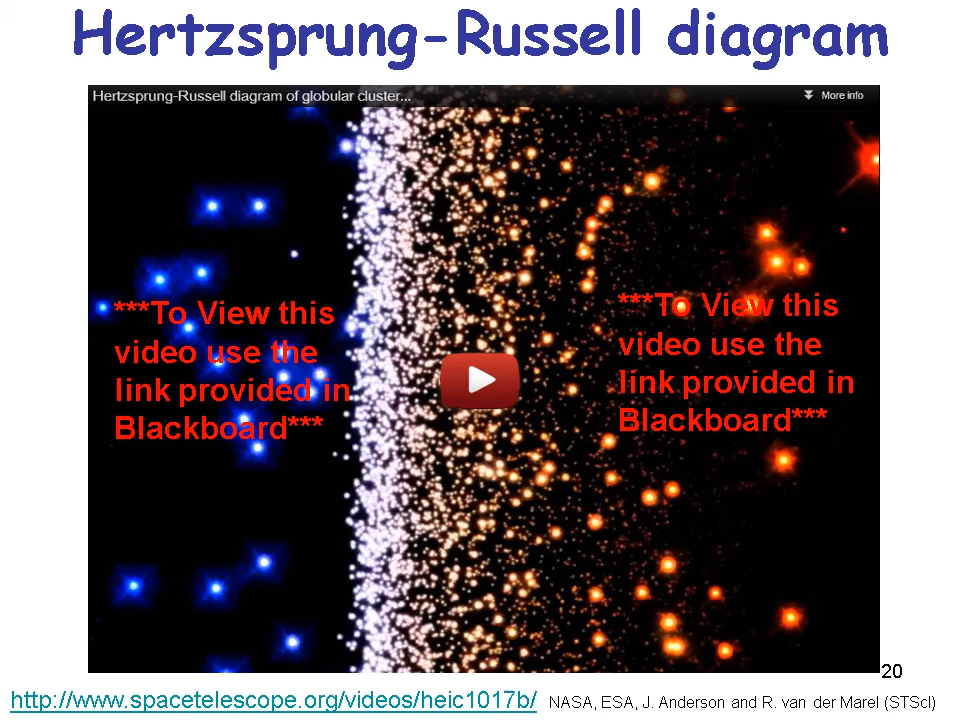 Hertzsprung-Russell diagram
Hertzsprung-Russell diagram of globular cluster...
More info
***To View this
video use the
link provided in
Blackboard***
***To View this
video use the
link provided in
Blackboard***
20
http://www.spacetelescope.org/videos/heic1017b/ NASA, ESA, J. Anderson and R. van der Marel (STScI)